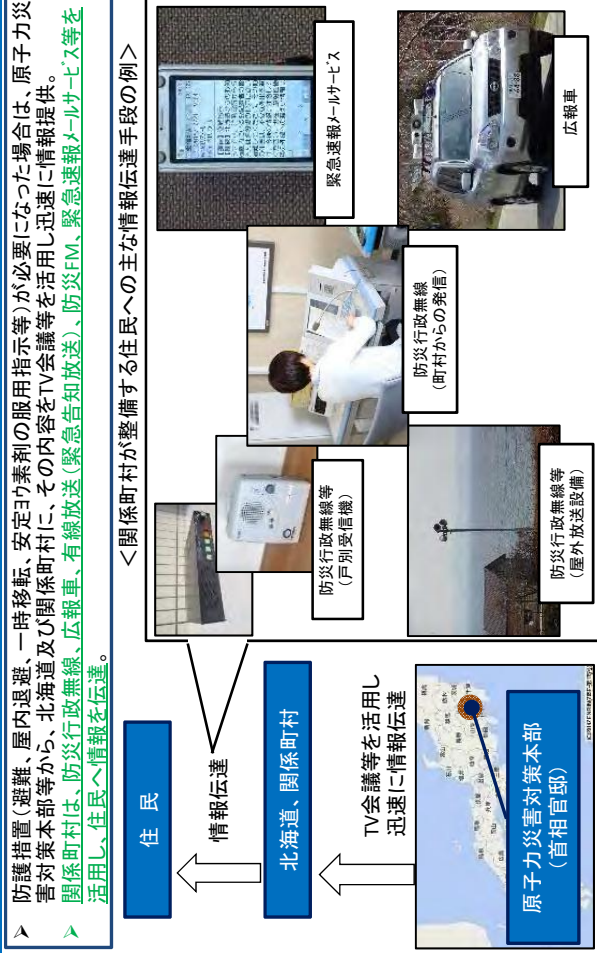 ➢ 防護措置(避難、屋内退避、一時移転、安定ヨウ素剤の服用指示等)が必要になった場合は、原子力災
害対策本部等から、北海道及び関係町村に、その内容をTV会議等を活用し迅速に情報提供。
➢ 関係町村は、防災行政無線、広報車、有線放送(緊急告知放送)、防災FM、緊急速報メールサービス等を
活用し、住民へ情報を伝達。
住 民
情報伝達
北海道、関係町村
TV会議等を活用し
迅速に情報伝達
原子力災害対策本部
(首相官邸)
<関係町村が整備する住民への主な情報伝達手段の例>
防災行政無線等
(戸別受信機)
防災行政無線
(町村からの発信)
緊急速報メールサービス
防災行政無線等
(屋外放送設備)
広報車